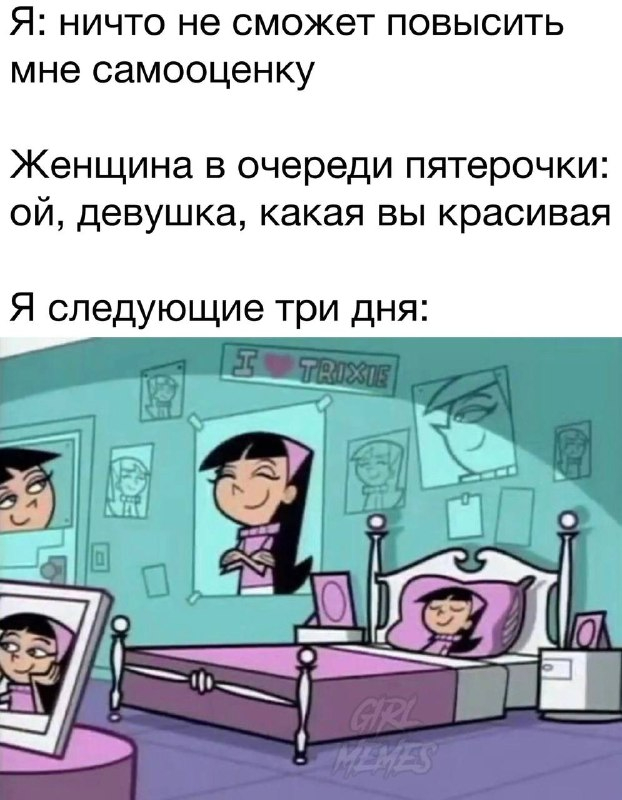 Я: ничто не сможет повысить
мне самооценку
Женщина в очереди пятерочки:
ой, девушка, какая вы красивая
Я следующие три дня:
I ❤ TRIXIE
GIRL
MEMES